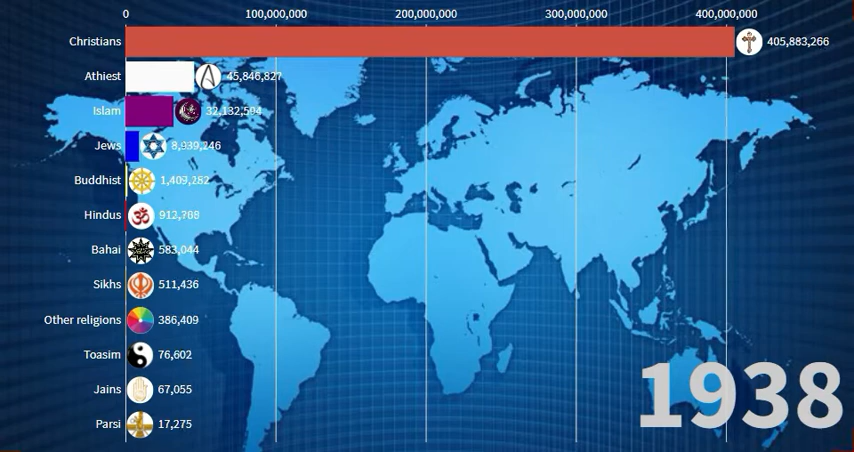 0 100,000,000 200,000,000 300,000,000 400,000,000
Christians 405,883,266
Athiest 45,846,827
Islam 32,132,594
Jews 8,939,246
Buddhist 1,409,282
Hindus 912,768
Bahai 583,044
Sikhs 511,436
Other religions 386,409
Toasim 76,602
Jains 67,055
Parsi 17,275
1938